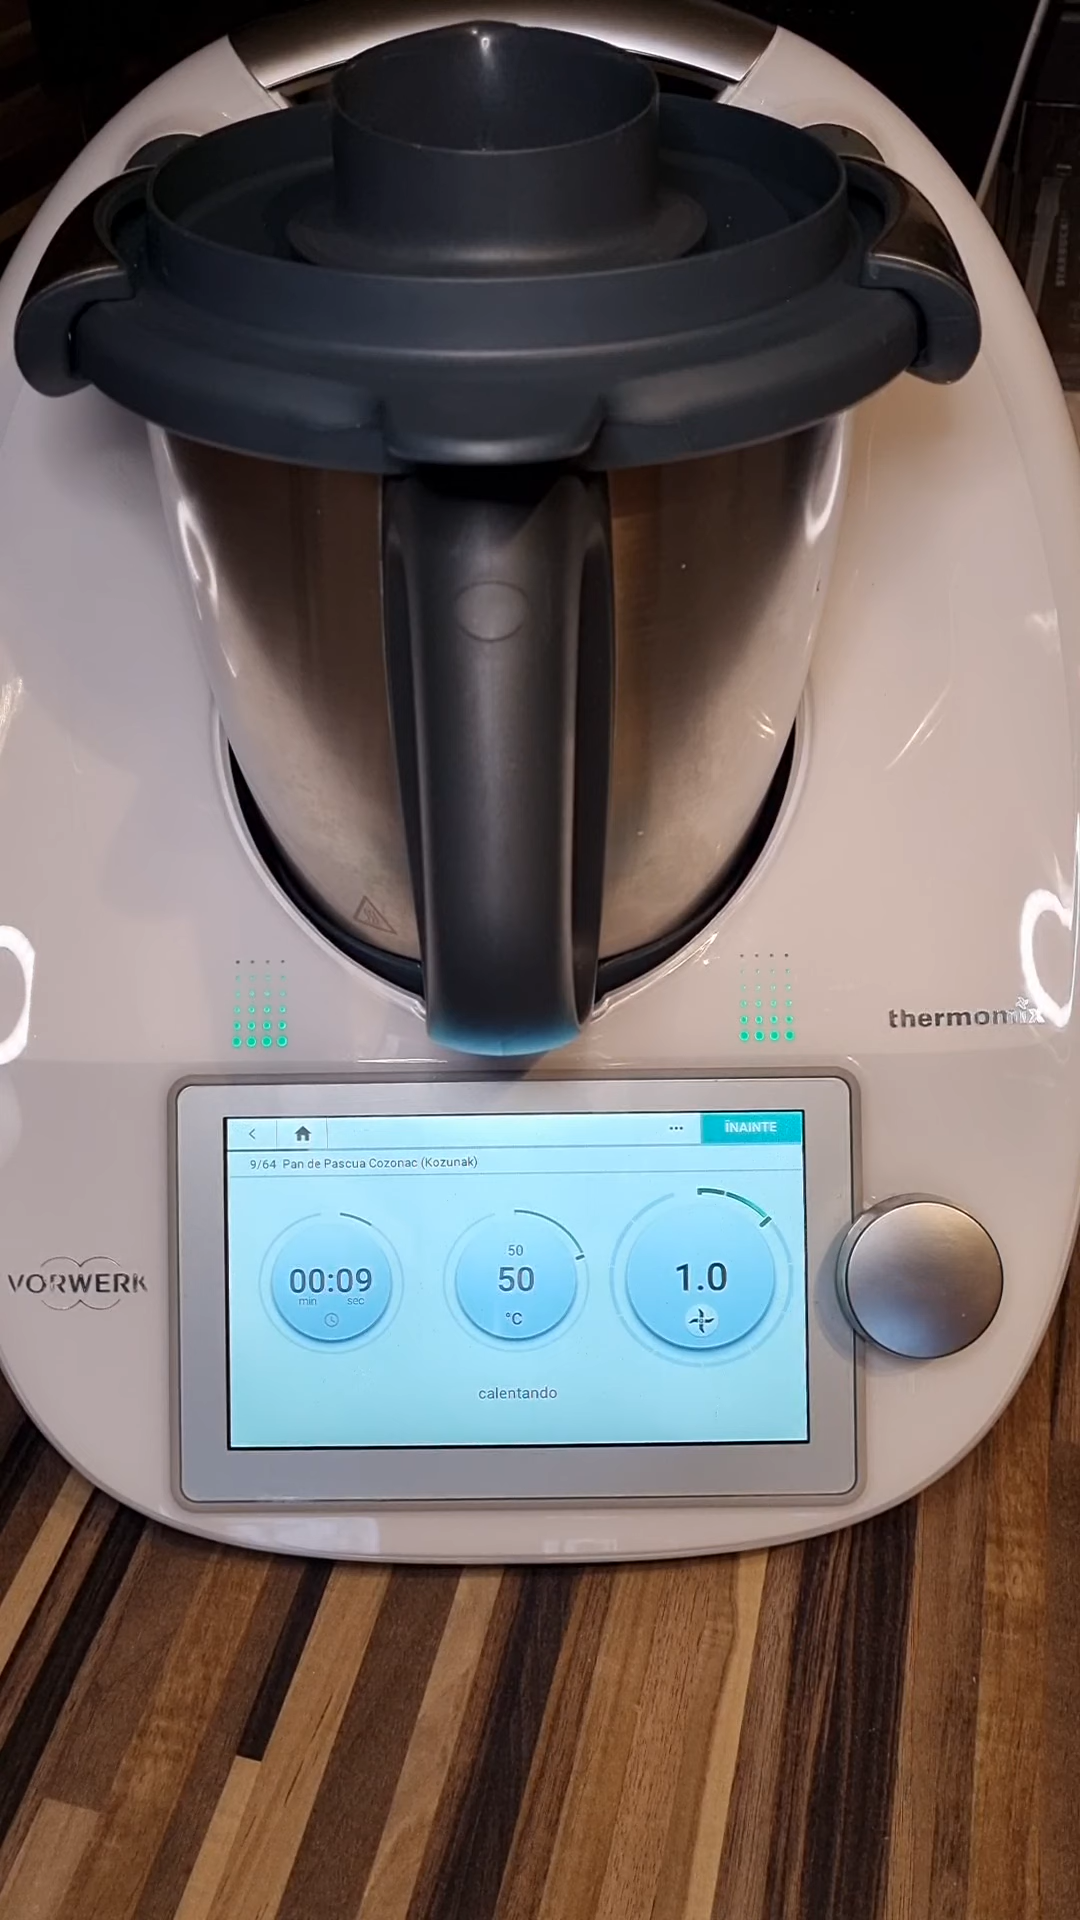 STARBUCKS
thermomix
ÎNAINTE
9/64 Pan de Pascua Cozonac (Kozunak)
00:09
min sec
50
50
°C
1.0
VORWERK
calentando